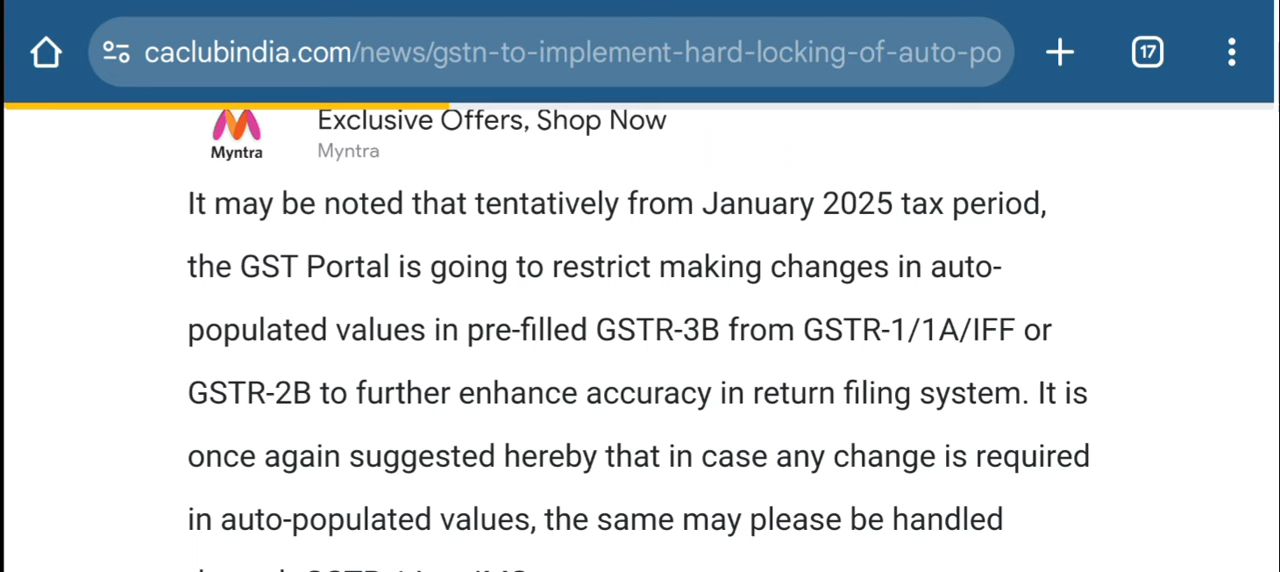 caclubindia.com/news/gstn-to-implement-hard-locking-of-auto-po
17
Exclusive Offers, Shop Now
Myntra
Myntra
It may be noted that tentatively from January 2025 tax period,
the GST Portal is going to restrict making changes in auto-
populated values in pre-filled GSTR-3B from GSTR-1/1A/IFF or
GSTR-2B to further enhance accuracy in return filing system. It is
once again suggested hereby that in case any change is required
in auto-populated values, the same may please be handled